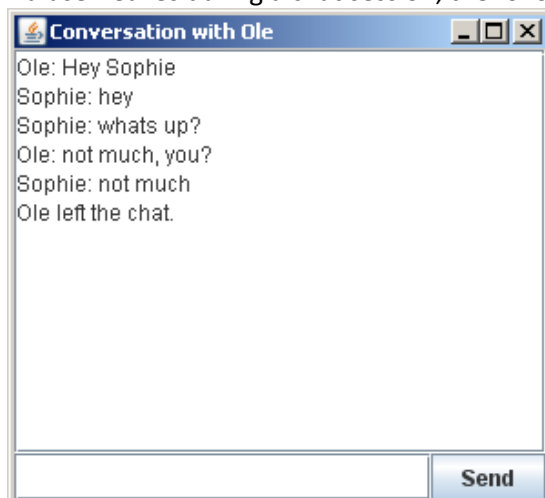 Conversation with Ole
Ole: Hey Sophie
Sophie: hey
Sophie: whats up?
Ole: not much, you?
Sophie: not much
Ole left the chat.
Send